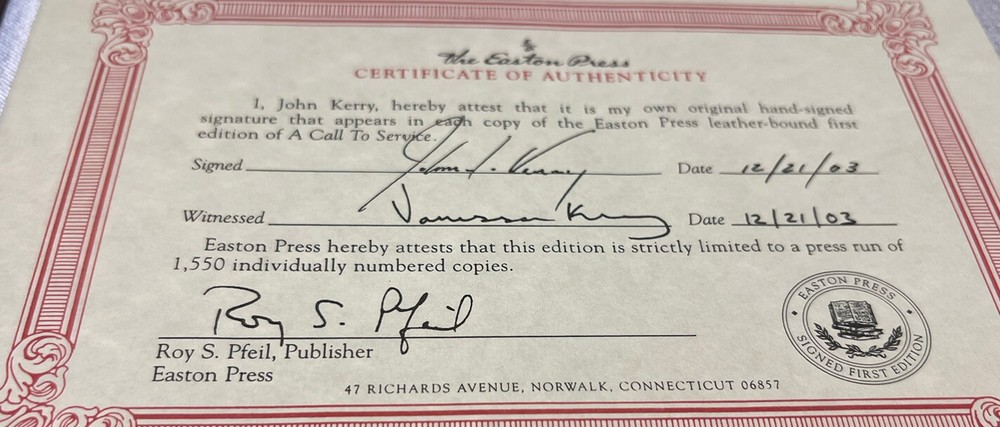 The Easton Press
CERTIFICATE OF AUTHENTICITY
I, John Kerry, hereby attest that it is my own original hand-signed
signature that appears in each copy of the Easton Press leather-bound first
edition of A Call To Service.
Signed John F. Kerry Date 12/21/03
Witnessed Vanessa Kerry Date 12/21/03
Easton Press hereby attests that this edition is strictly limited to a press run of
1,550 individually numbered copies.
Roy S. Pfeil
Roy S. Pfeil, Publisher
Easton Press
47 RICHARDS AVENUE, NORWALK, CONNECTICUT 06857
EASTON PRESS
SIGNED FIRST EDITION